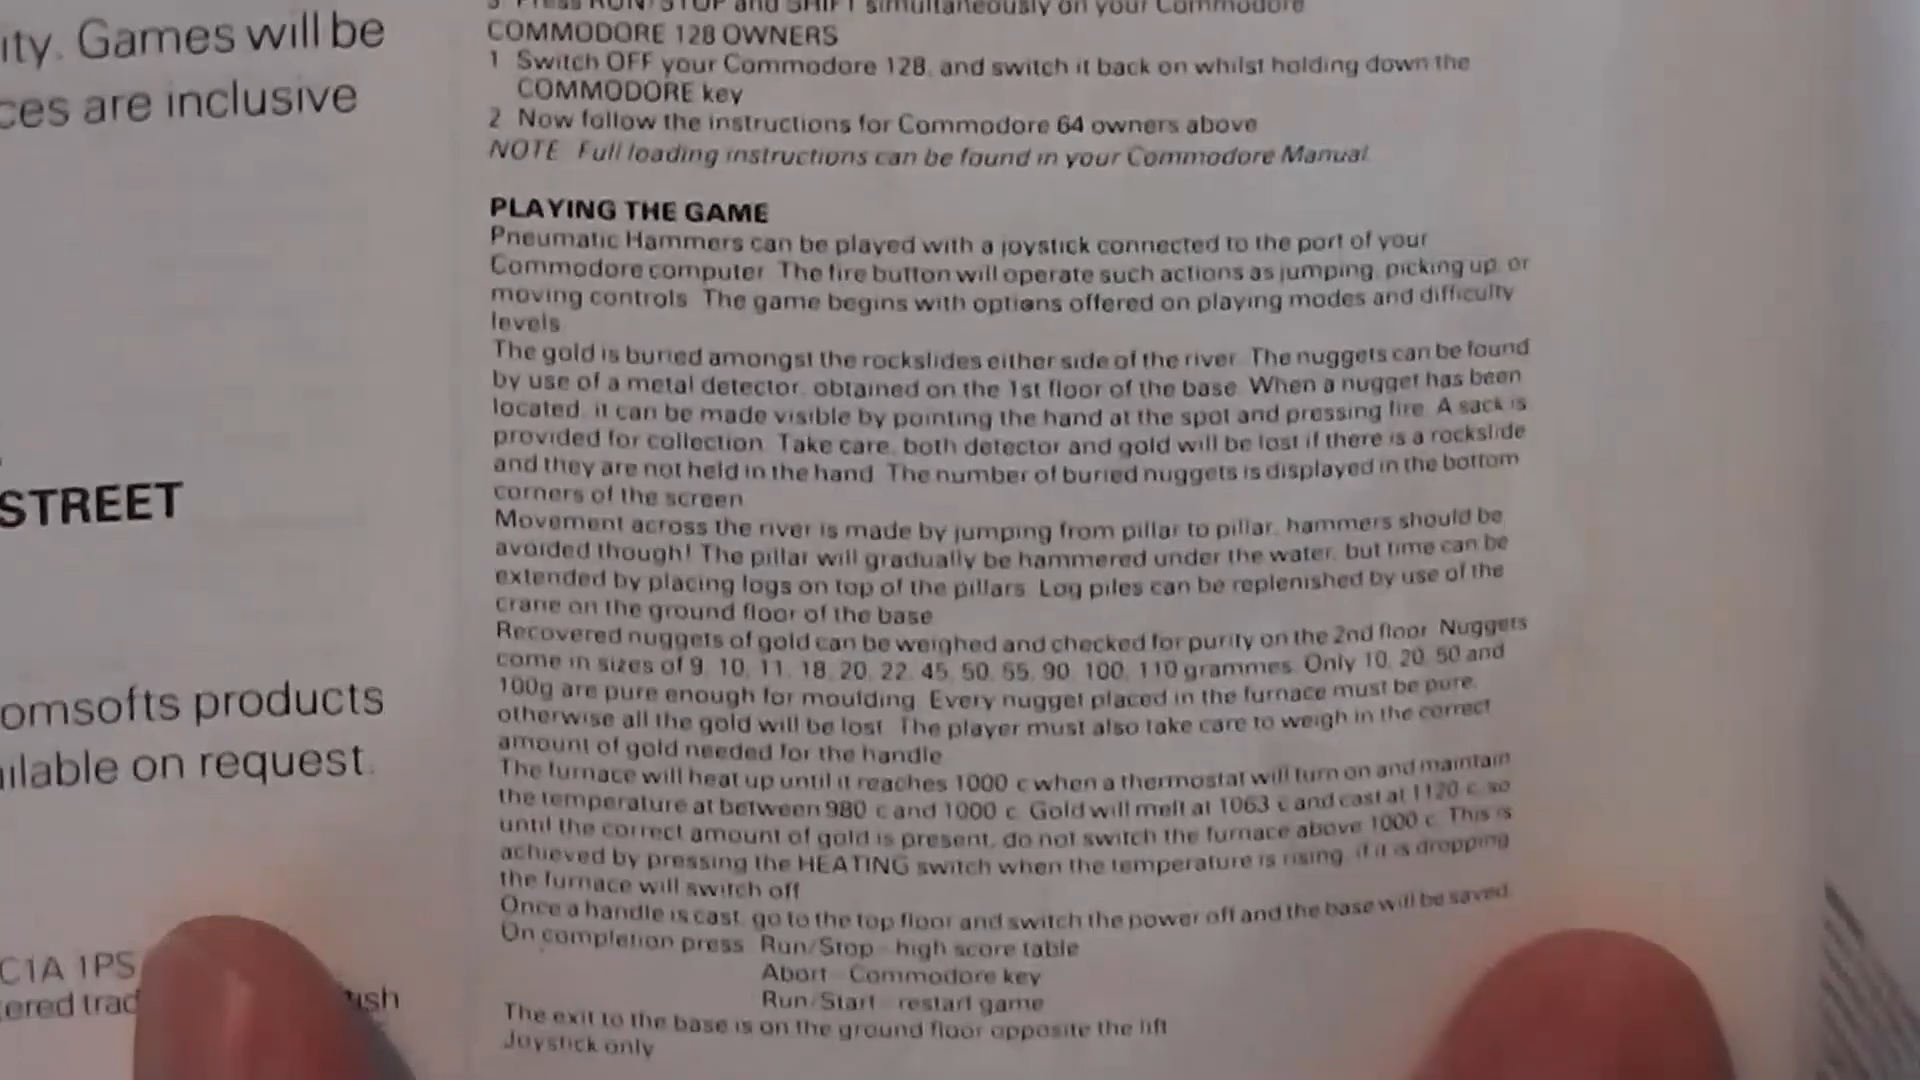 ity. Games will be
ces are inclusive
STREET
omsofts products
ilable on request.
C1A 1PS
ered trad
ish
3 Press RUN/STOP and SHIFT simultaneously on your Commodore
COMMODORE 128 OWNERS
1 Switch OFF your Commodore 128, and switch it back on whilst holding down the
COMMODORE key
2 Now follow the instructions for Commodore 64 owners above
NOTE Full loading instructions can be found in your Commodore Manual.
PLAYING THE GAME
Pneumatic Hammers can be played with a joystick connected to the port of your
Commodore computer. The fire button will operate such actions as jumping, picking up, or
moving controls. The game begins with options offered on playing modes and difficulty
levels.
The gold is buried amongst the rockslides either side of the river. The nuggets can be found
by use of a metal detector, obtained on the 1st floor of the base. When a nugget has been
located, it can be made visible by pointing the hand at the spot and pressing fire. A sack is
provided for collection. Take care, both detector and gold will be lost if there is a rockslide
and they are not held in the hand. The number of buried nuggets is displayed in the bottom
corners of the screen.
Movement across the river is made by jumping from pillar to pillar, hammers should be
avoided though! The pillar will gradually be hammered under the water, but time can be
extended by placing logs on top of the pillars. Log piles can be replenished by use of the
crane on the ground floor of the base.
Recovered nuggets of gold can be weighed and checked for purity on the 2nd floor. Nuggets
come in sizes of 9, 10, 11, 18, 20, 22, 45, 50, 55, 90, 100, 110 grammes. Only 10, 20, 50 and
100g are pure enough for moulding. Every nugget placed in the furnace must be pure,
otherwise all the gold will be lost. The player must also take care to weigh in the correct
amount of gold needed for the handle.
The furnace will heat up until it reaches 1000 c when a thermostat will turn on and maintain
the temperature at between 980 c and 1000 c. Gold will melt at 1063 c and cast at 1120 c, so
until the correct amount of gold is present, do not switch the furnace above 1000 c. This is
achieved by pressing the HEATING switch when the temperature is rising, if it is dropping
the furnace will switch off.
Once a handle is cast, go to the top floor and switch the power off and the base will be saved.
On completion press Run/Stop - high score table
Abort - Commodore key
Run/Start - restart game
The exit to the base is on the ground floor opposite the lift
Joystick only